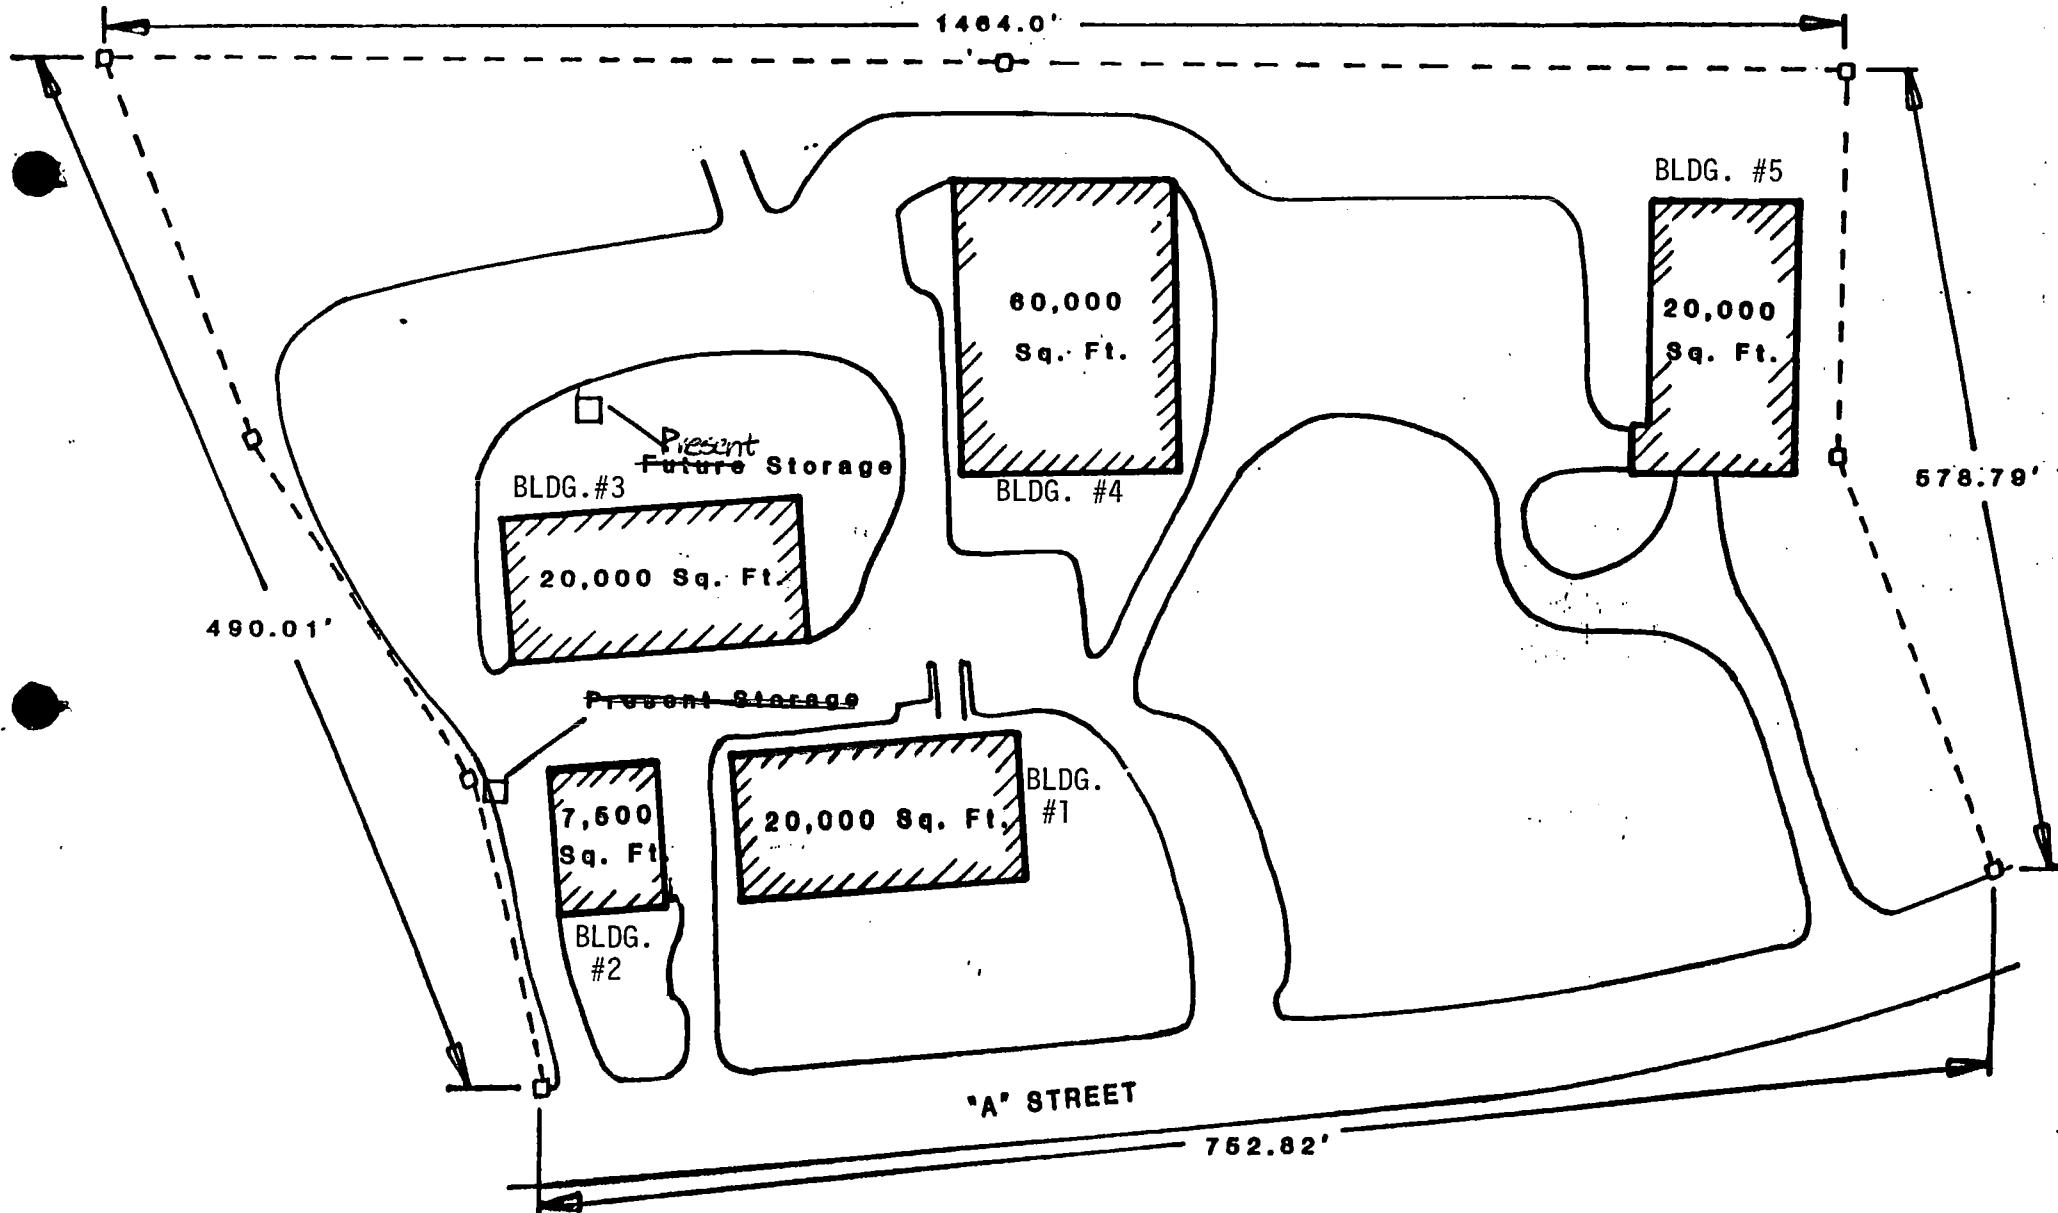 1464.0'
BLDG. #5
60,000
Sq. Ft.
20,000
Sq. Ft.
Present
Future Storage
BLDG.#3
BLDG. #4
578.79'
20,000 Sq. Ft.
490.01'
Present Storage
BLDG.
#1
7,500
Sq. Ft.
20,000 Sq. Ft.
BLDG.
#2
"A" STREET
752.82'